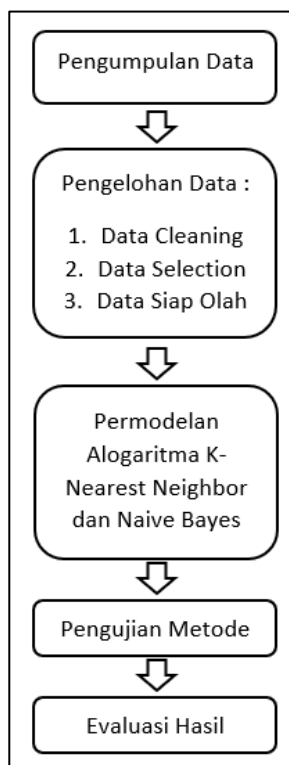 Pengumpulan Data
Pengelohan Data :
1. Data Cleaning
2. Data Selection
3. Data Siap Olah
Permodelan
Alogaritma K-
Nearest Neighbor
dan Naive Bayes
Pengujian Metode
Evaluasi Hasil